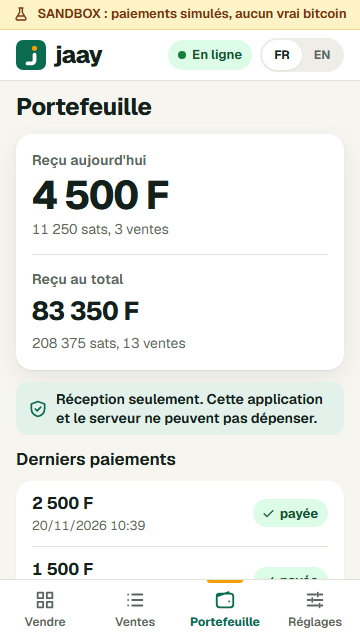 SANDBOX : paiements simulés, aucun vrai bitcoin
jaay
En ligne
FR
EN
Portefeuille
Reçu aujourd'hui
4 500 F
11 250 sats, 3 ventes
Reçu au total
83 350 F
208 375 sats, 13 ventes
Réception seulement. Cette application
et le serveur ne peuvent pas dépenser.
Derniers paiements
2 500 F
20/11/2026 10:39
payée
1 500 F
payée
Vendre
Ventes
Portefeuille
Réglages